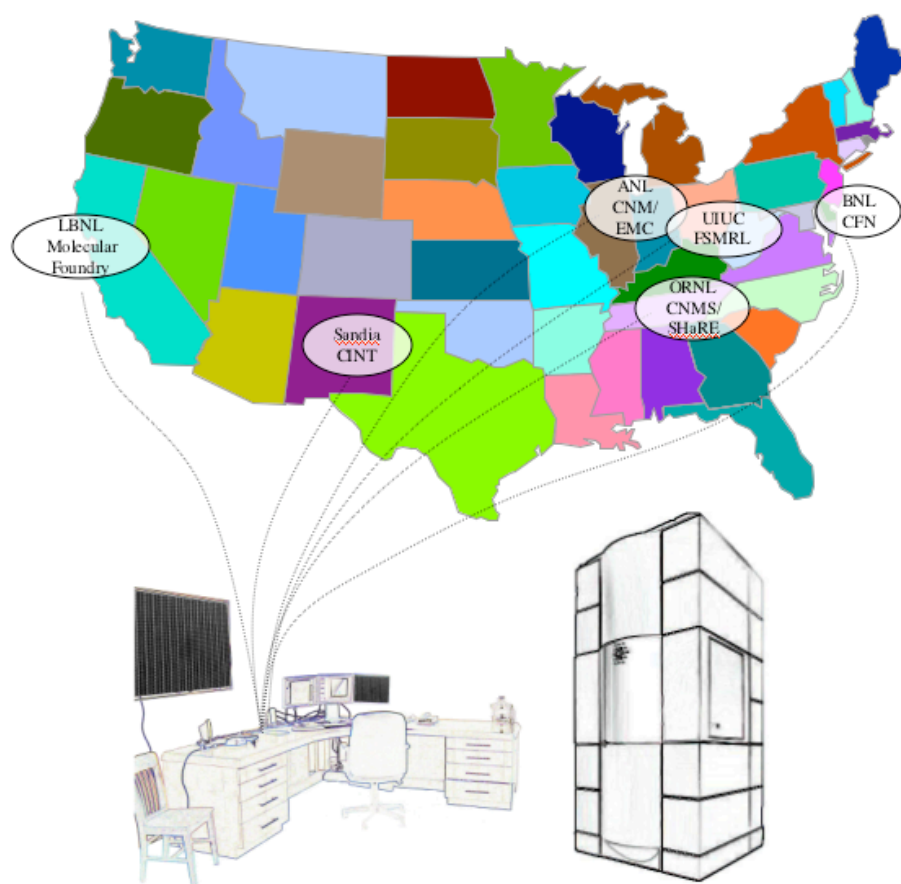 ANL
CNM/
EMC
BNL
CFN
UIUC
FSMRL
LBNL
Molecular
Foundry
ORNL
CNMS/
SHaRE
Sandia
CINT